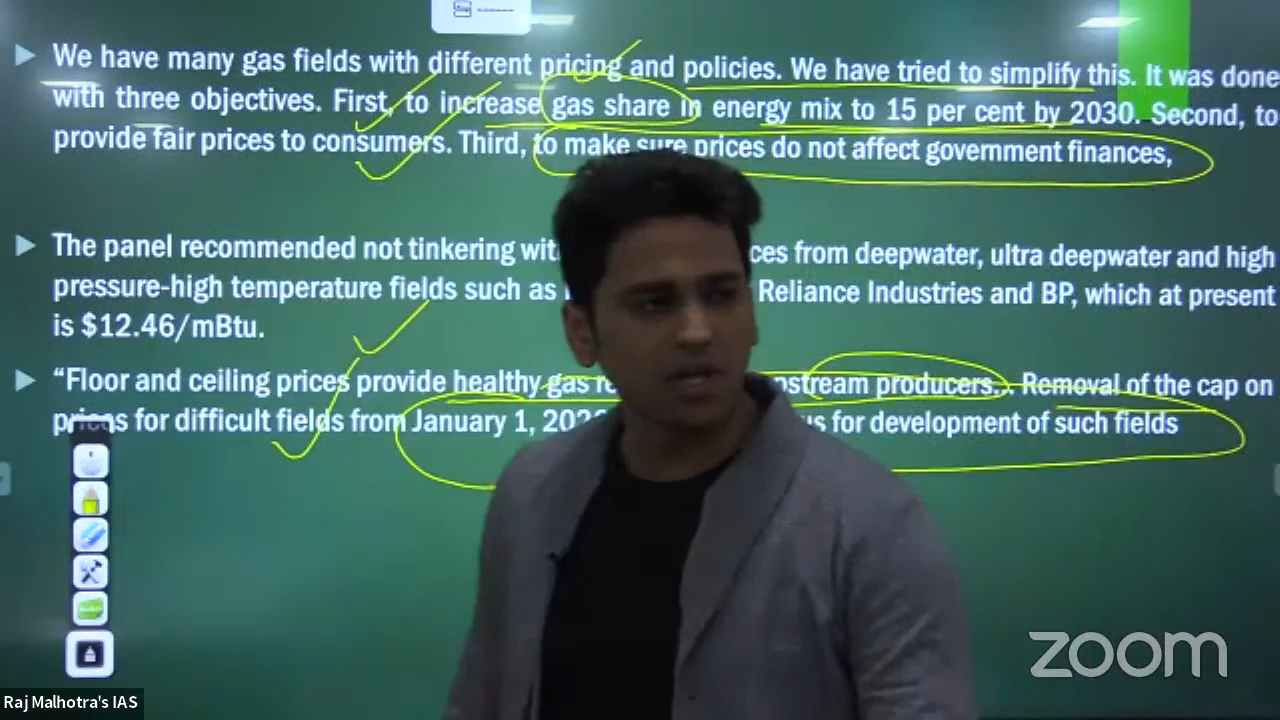 We have many gas fields with different pricing and policies. We have tried to simplify this. It was done
with three objectives. First, to increase gas share in energy mix to 15 per cent by 2030. Second, to
provide fair prices to consumers. Third, to make sure prices do not affect government finances,
The panel recommended not tinkering from deepwater, ultra deepwater and high
pressure-high temperature fields such as Reliance Industries and BP, which at present
is $12.46/mBtu.
“Floor and ceiling prices provide healthy gas producers.. Removal of the cap on
prices for difficult fields from January 1, for development of such fields
zoom
Raj Malhotra's IAS